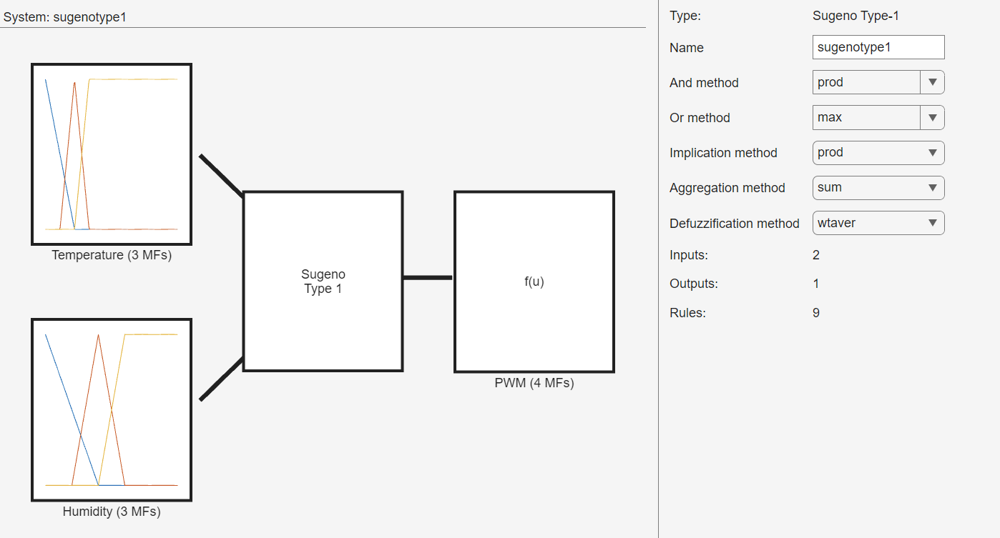 System: sugenotype1
Temperature (3 MFs)
Sugeno
Type 1
f(u)
PWM (4 MFs)
Humidity (3 MFs)
Type: Sugeno Type-1
Name sugenotype1
And method prod
Or method max
Implication method prod
Aggregation method sum
Defuzzification method wtaver
Inputs: 2
Outputs: 1
Rules: 9